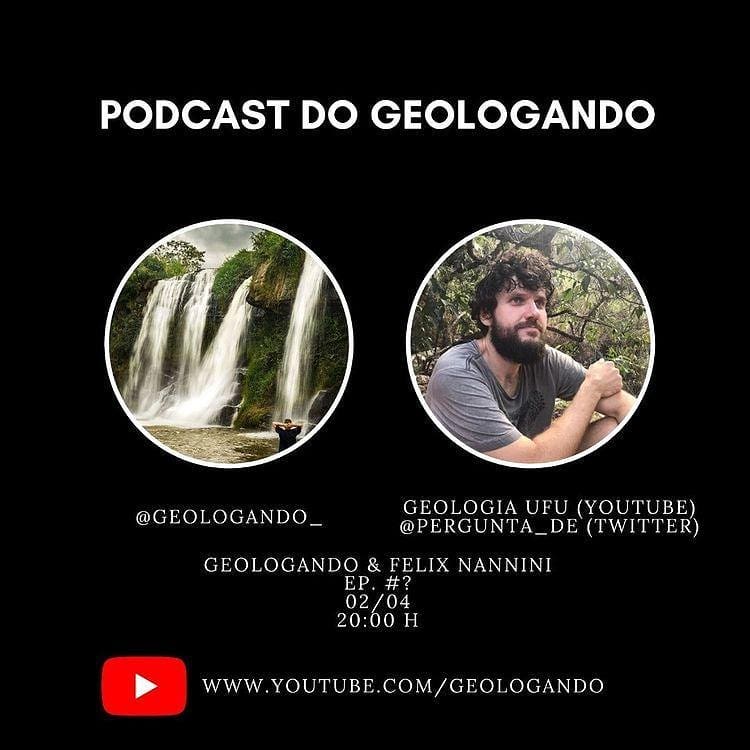 PODCAST DO GEOLOGANDO
@GEOLOGANDO_
GEOLOGIA UFU (YOUTUBE)
@PERGUNTA_DE (TWITTER)
GEOLOGANDO & FELIX NANNINI
EP. #?
02/04
20:00 H
WWW.YOUTUBE.COM/GEOLOGANDO